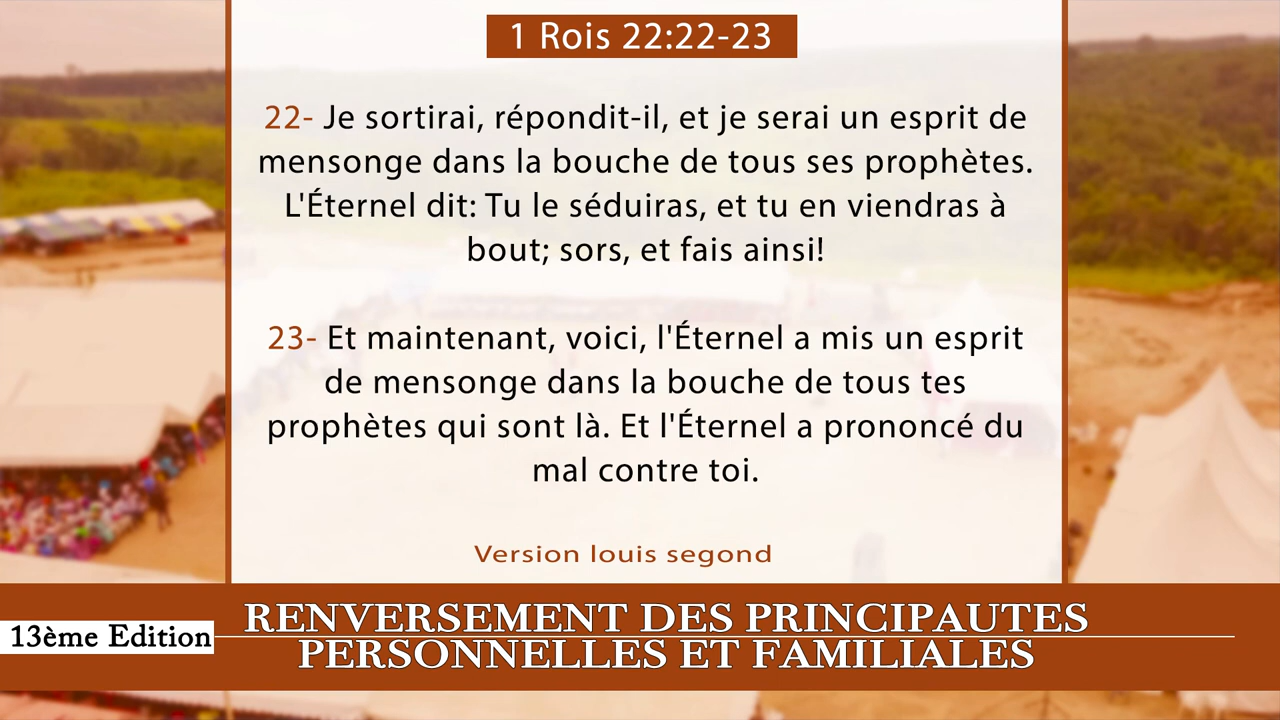 1 Rois 22:22-23
22- Je sortirai, répondit-il, et je serai un esprit de
mensonge dans la bouche de tous ses prophètes.
L'Éternel dit: Tu le séduiras, et tu en viendras à
bout; sors, et fais ainsi!
23- Et maintenant, voici, l'Éternel a mis un esprit
de mensonge dans la bouche de tous tes
prophètes qui sont là. Et l'Éternel a prononcé du
mal contre toi.
Version louis segond
13ème Edition
RENVERSEMENT DES PRINCIPAUTES
PERSONNELLES ET FAMILIALES